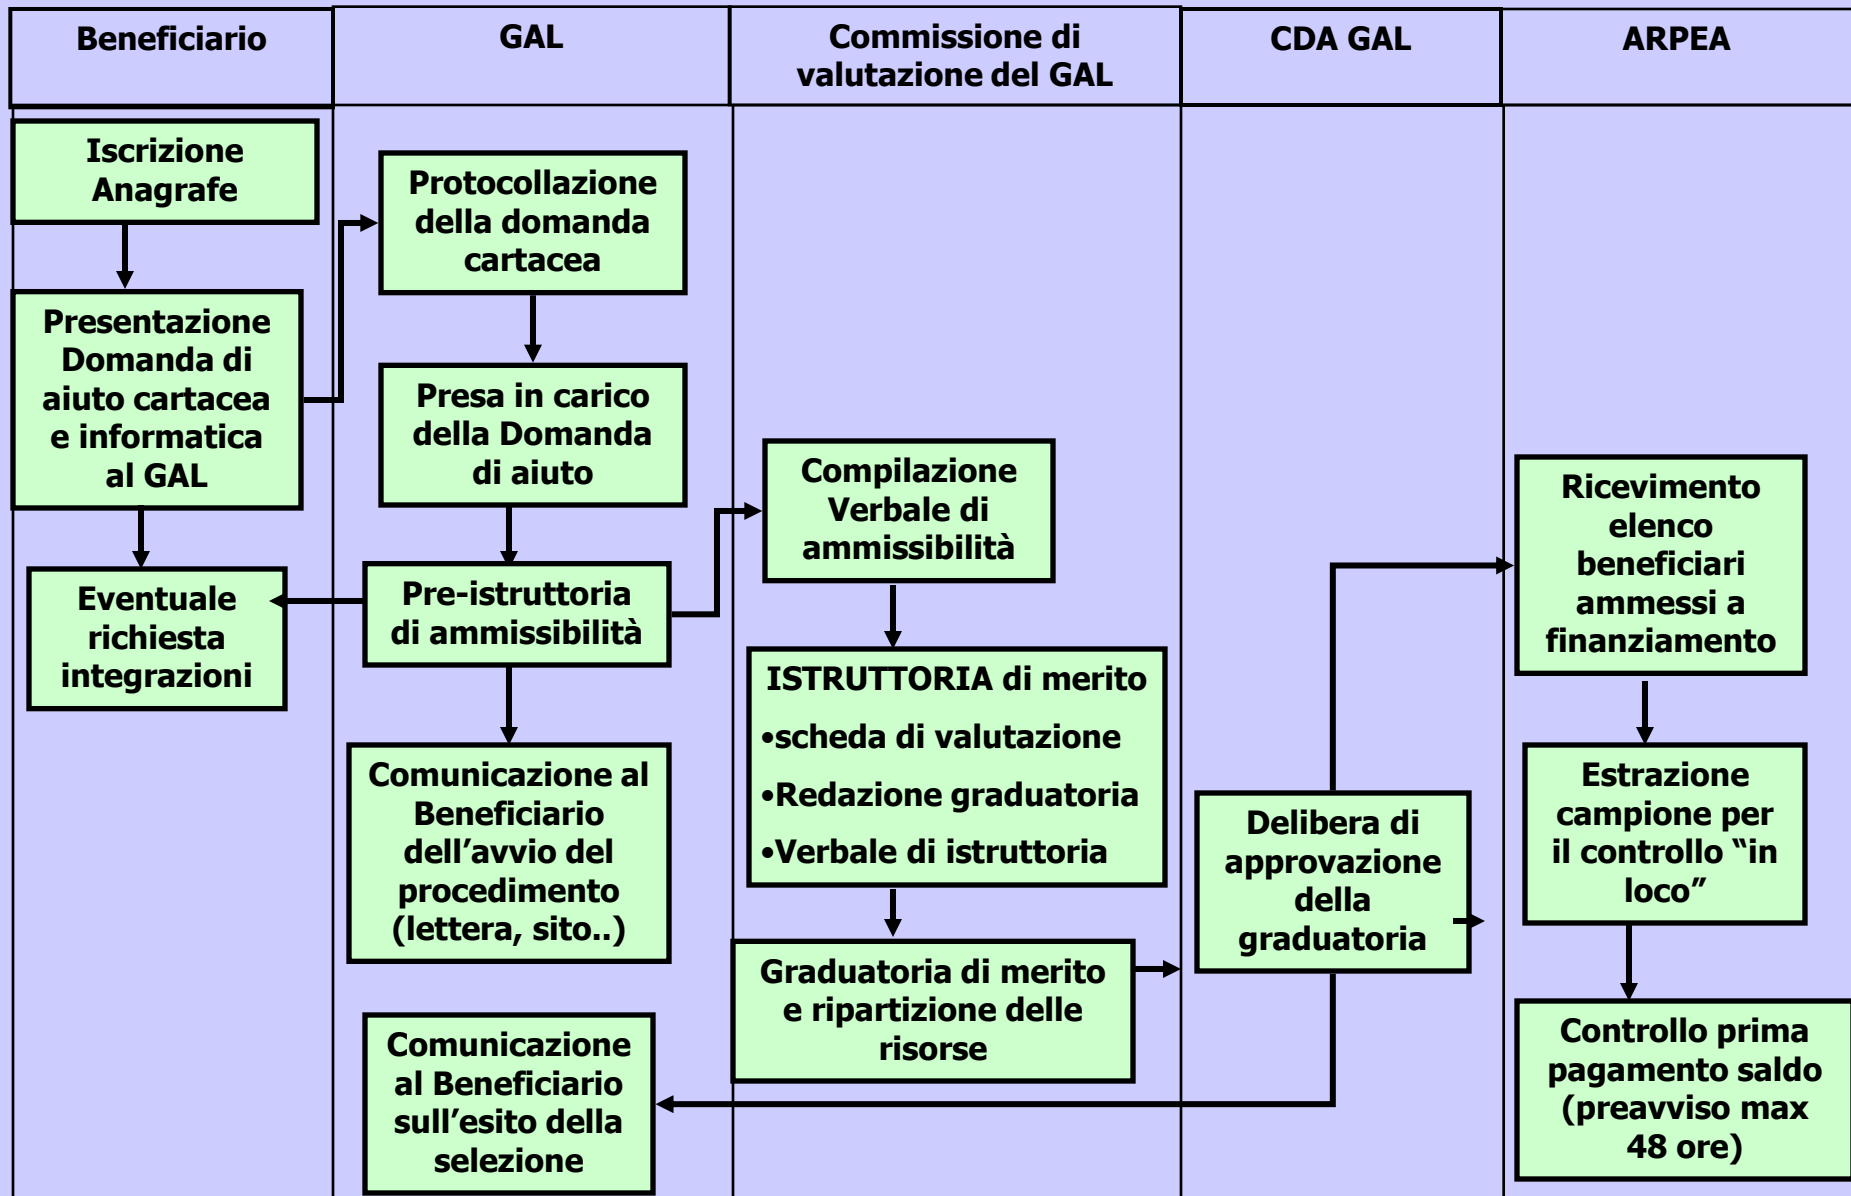 Beneficiario
GAL
Commissione di
valutazione del GAL
CDA GAL
ARPEA
Iscrizione
Anagrafe
Presentazione
Domanda di
aiuto cartacea
e informatica
al GAL
Eventuale
richiesta
integrazioni
Protocollazione
della domanda
cartacea
Presa in carico
della Domanda
di aiuto
Pre-istruttoria
di ammissibilità
Comunicazione al
Beneficiario
dell’avvio del
procedimento
(lettera, sito..)
Comunicazione
al Beneficiario
sull’esito della
selezione
Compilazione
Verbale di
ammissibilità
ISTRUTTORIA di merito
•scheda di valutazione
•Redazione graduatoria
•Verbale di istruttoria
Graduatoria di merito
e ripartizione delle
risorse
Delibera di
approvazione
della
graduatoria
Ricevimento
elenco
beneficiari
ammessi a
finanziamento
Estrazione
campione per
il controllo “in
loco”
Controllo prima
pagamento saldo
(preavviso max
48 ore)